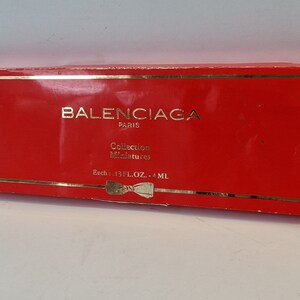 BALENCIAGA
PARIS
Collection
Miniatures
Each : .13 FL.OZ. - 4 ML